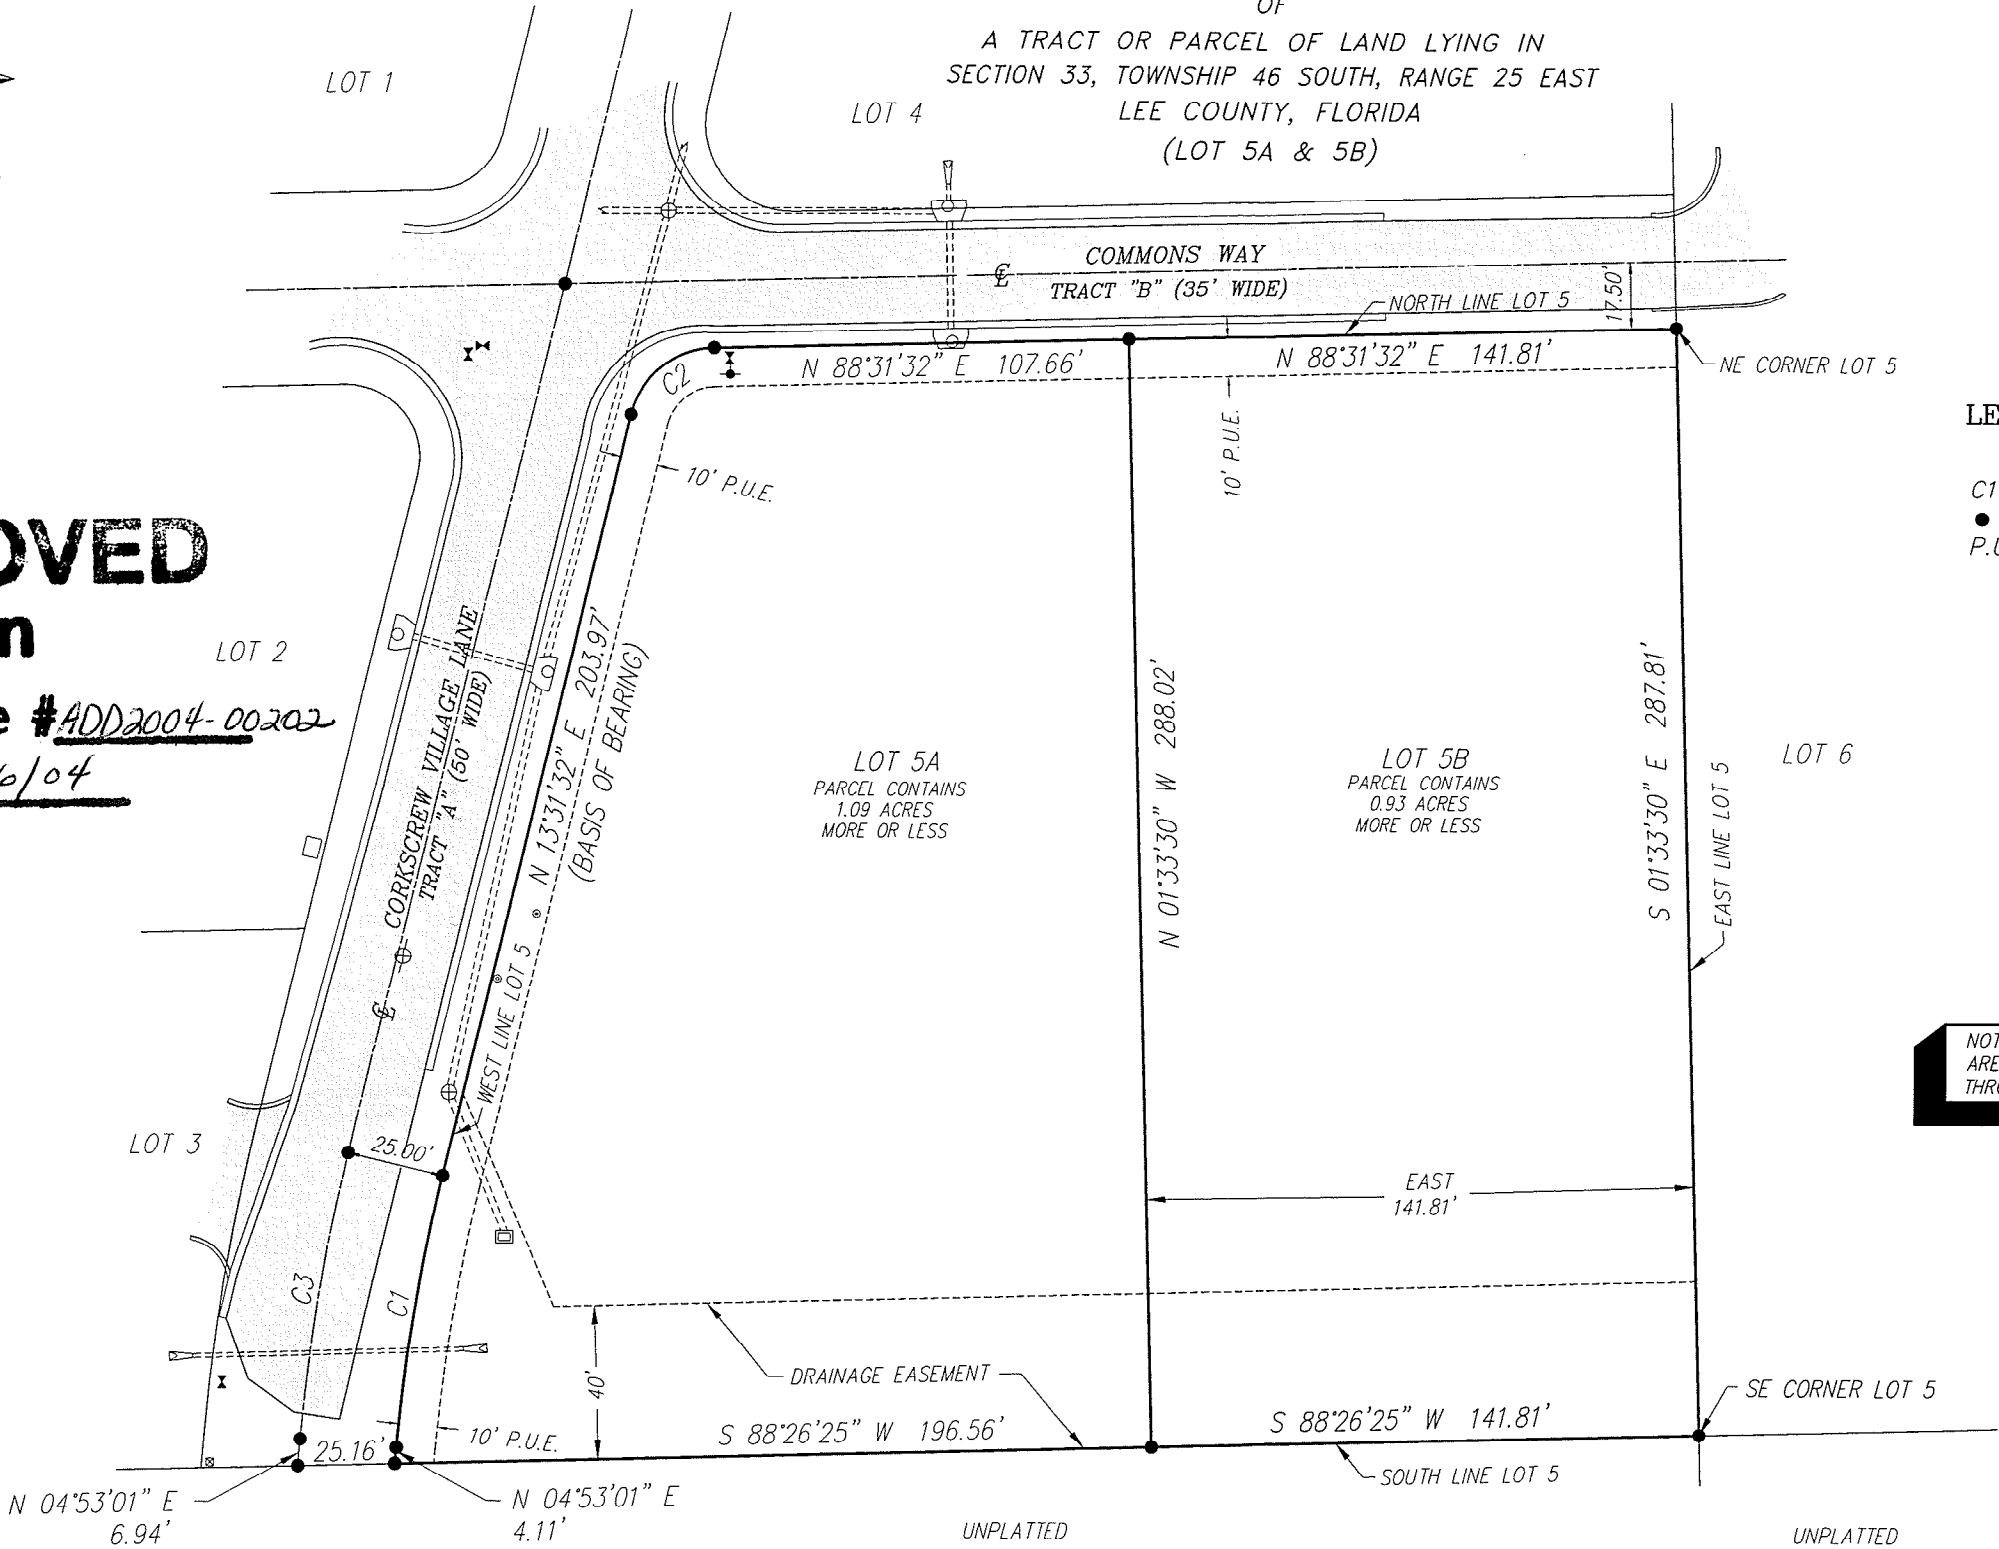 OF
A TRACT OR PARCEL OF LAND LYING IN
SECTION 33, TOWNSHIP 46 SOUTH, RANGE 25 EAST
LEE COUNTY, FLORIDA
(LOT 5A & 5B)
LOT 1
LOT 4
COMMONS WAY
TRACT "B" (35' WIDE)
NORTH LINE LOT 5
17.50'
N 88°31'32" E 107.66'
N 88°31'32" E 141.81'
NE CORNER LOT 5
C2
10' P.U.E.
10' P.U.E.
LE
C1
P.U
OVED
n
LOT 2
e #ADD2004-00202
6/04
CORKSCREW VILLAGE LANE
TRACT "A" (50' WIDE)
N 13°31'32" E 203.97'
(BASIS OF BEARING)
WEST LINE LOT 5
LOT 5A
PARCEL CONTAINS
1.09 ACRES
MORE OR LESS
N 01°33'30" W 288.02'
LOT 5B
PARCEL CONTAINS
0.93 ACRES
MORE OR LESS
S 01°33'30" E 287.81'
EAST LINE LOT 5
LOT 6
NOT
ARE
THRO
LOT 3
25.00'
EAST
141.81'
C3
C1
40'
DRAINAGE EASEMENT
SE CORNER LOT 5
S 88°26'25" W 196.56'
S 88°26'25" W 141.81'
10' P.U.E.
25.16'
SOUTH LINE LOT 5
N 04°53'01" E
6.94'
N 04°53'01" E
4.11'
UNPLATTED
UNPLATTED